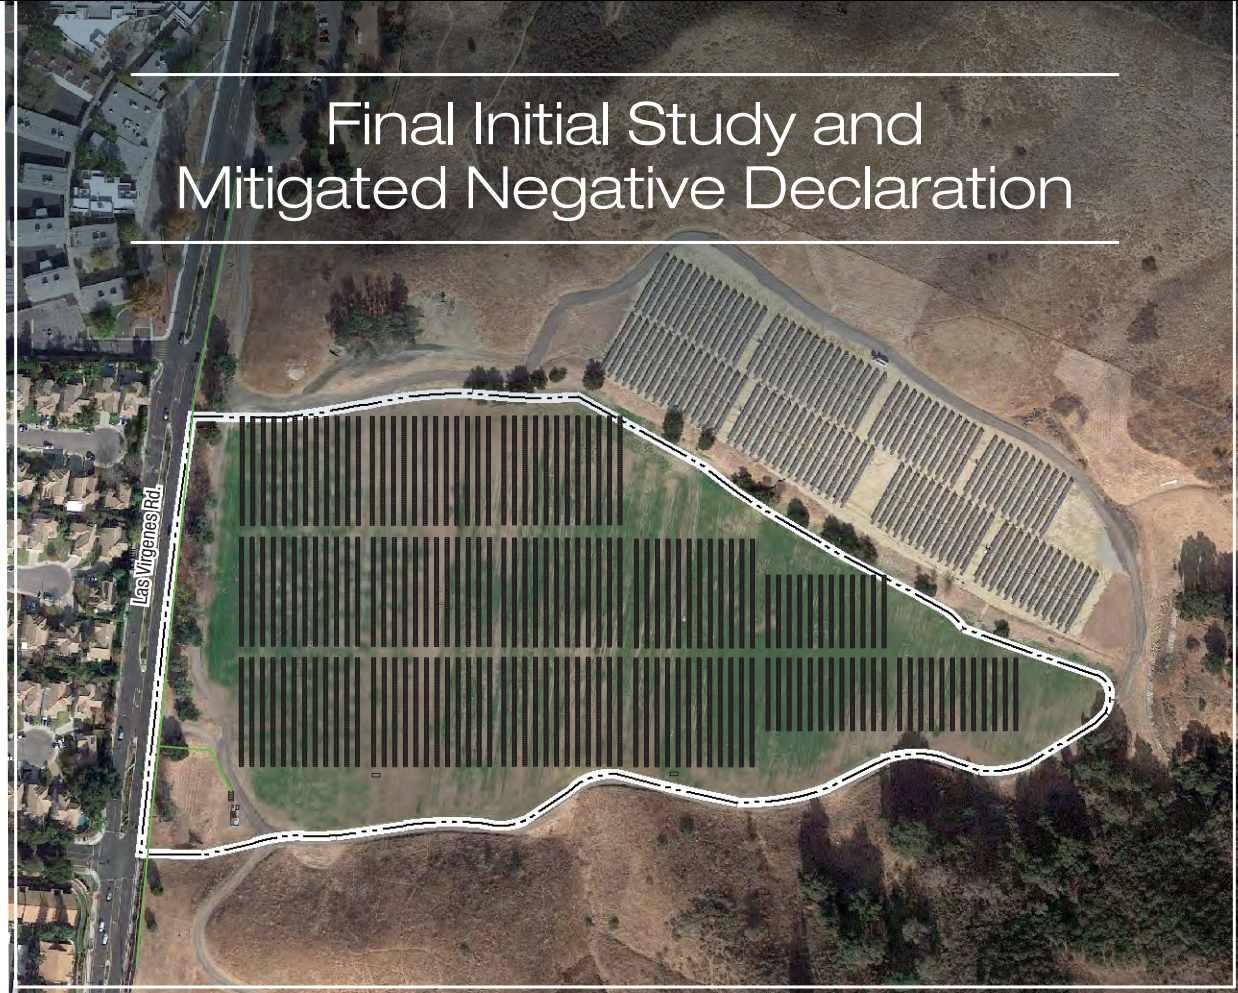 Final Initial Study and
Mitigated Negative Declaration
Las Virgenes Rd.